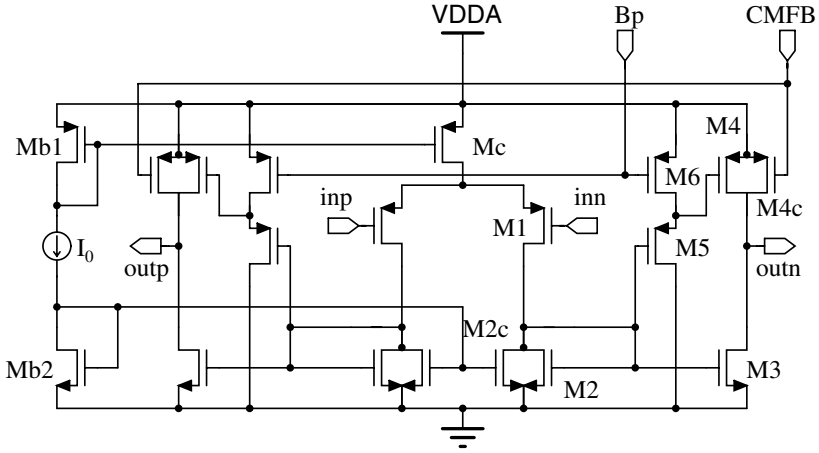 VDDA
Bp
CMFB
Mb1
Mc
M4
M6
M4c
inp
inn
M1
I0
outp
M5
outn
M2c
Mb2
M2
M3